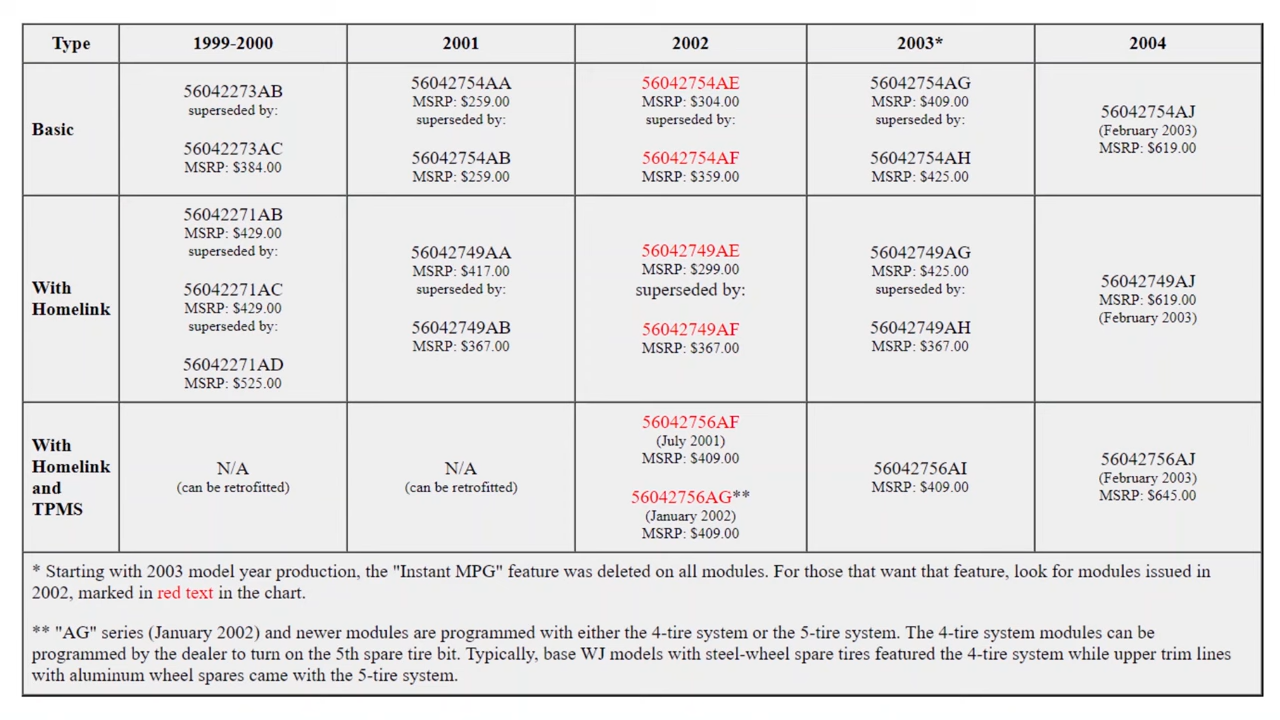 Type 1999-2000 2001 2002 2003* 2004
Basic
56042273AB
superseded by:
56042273AC
MSRP: $384.00
56042754AA
MSRP: $259.00
superseded by:
56042754AB
MSRP: $259.00
56042754AE
MSRP: $304.00
superseded by:
56042754AF
MSRP: $359.00
56042754AG
MSRP: $409.00
superseded by:
56042754AH
MSRP: $425.00
56042754AJ
(February 2003)
MSRP: $619.00
With
Homelink
56042271AB
MSRP: $429.00
superseded by:
56042271AC
MSRP: $429.00
superseded by:
56042271AD
MSRP: $525.00
56042749AA
MSRP: $417.00
superseded by:
56042749AB
MSRP: $367.00
56042749AE
MSRP: $299.00
superseded by:
56042749AF
MSRP: $367.00
56042749AG
MSRP: $425.00
superseded by:
56042749AH
MSRP: $367.00
56042749AJ
MSRP: $619.00
(February 2003)
With
Homelink
and
TPMS
N/A
(can be retrofitted)
N/A
(can be retrofitted)
56042756AF
(July 2001)
MSRP: $409.00
56042756AG**
(January 2002)
MSRP: $409.00
56042756AI
MSRP: $409.00
56042756AJ
(February 2003)
MSRP: $645.00
* Starting with 2003 model year production, the "Instant MPG" feature was deleted on all modules. For those that want that feature, look for modules issued in
2002, marked in red text in the chart.
** "AG" series (January 2002) and newer modules are programmed with either the 4-tire system or the 5-tire system. The 4-tire system modules can be
programmed by the dealer to turn on the 5th spare tire bit. Typically, base WJ models with steel-wheel spare tires featured the 4-tire system while upper trim lines
with aluminum wheel spares came with the 5-tire system.